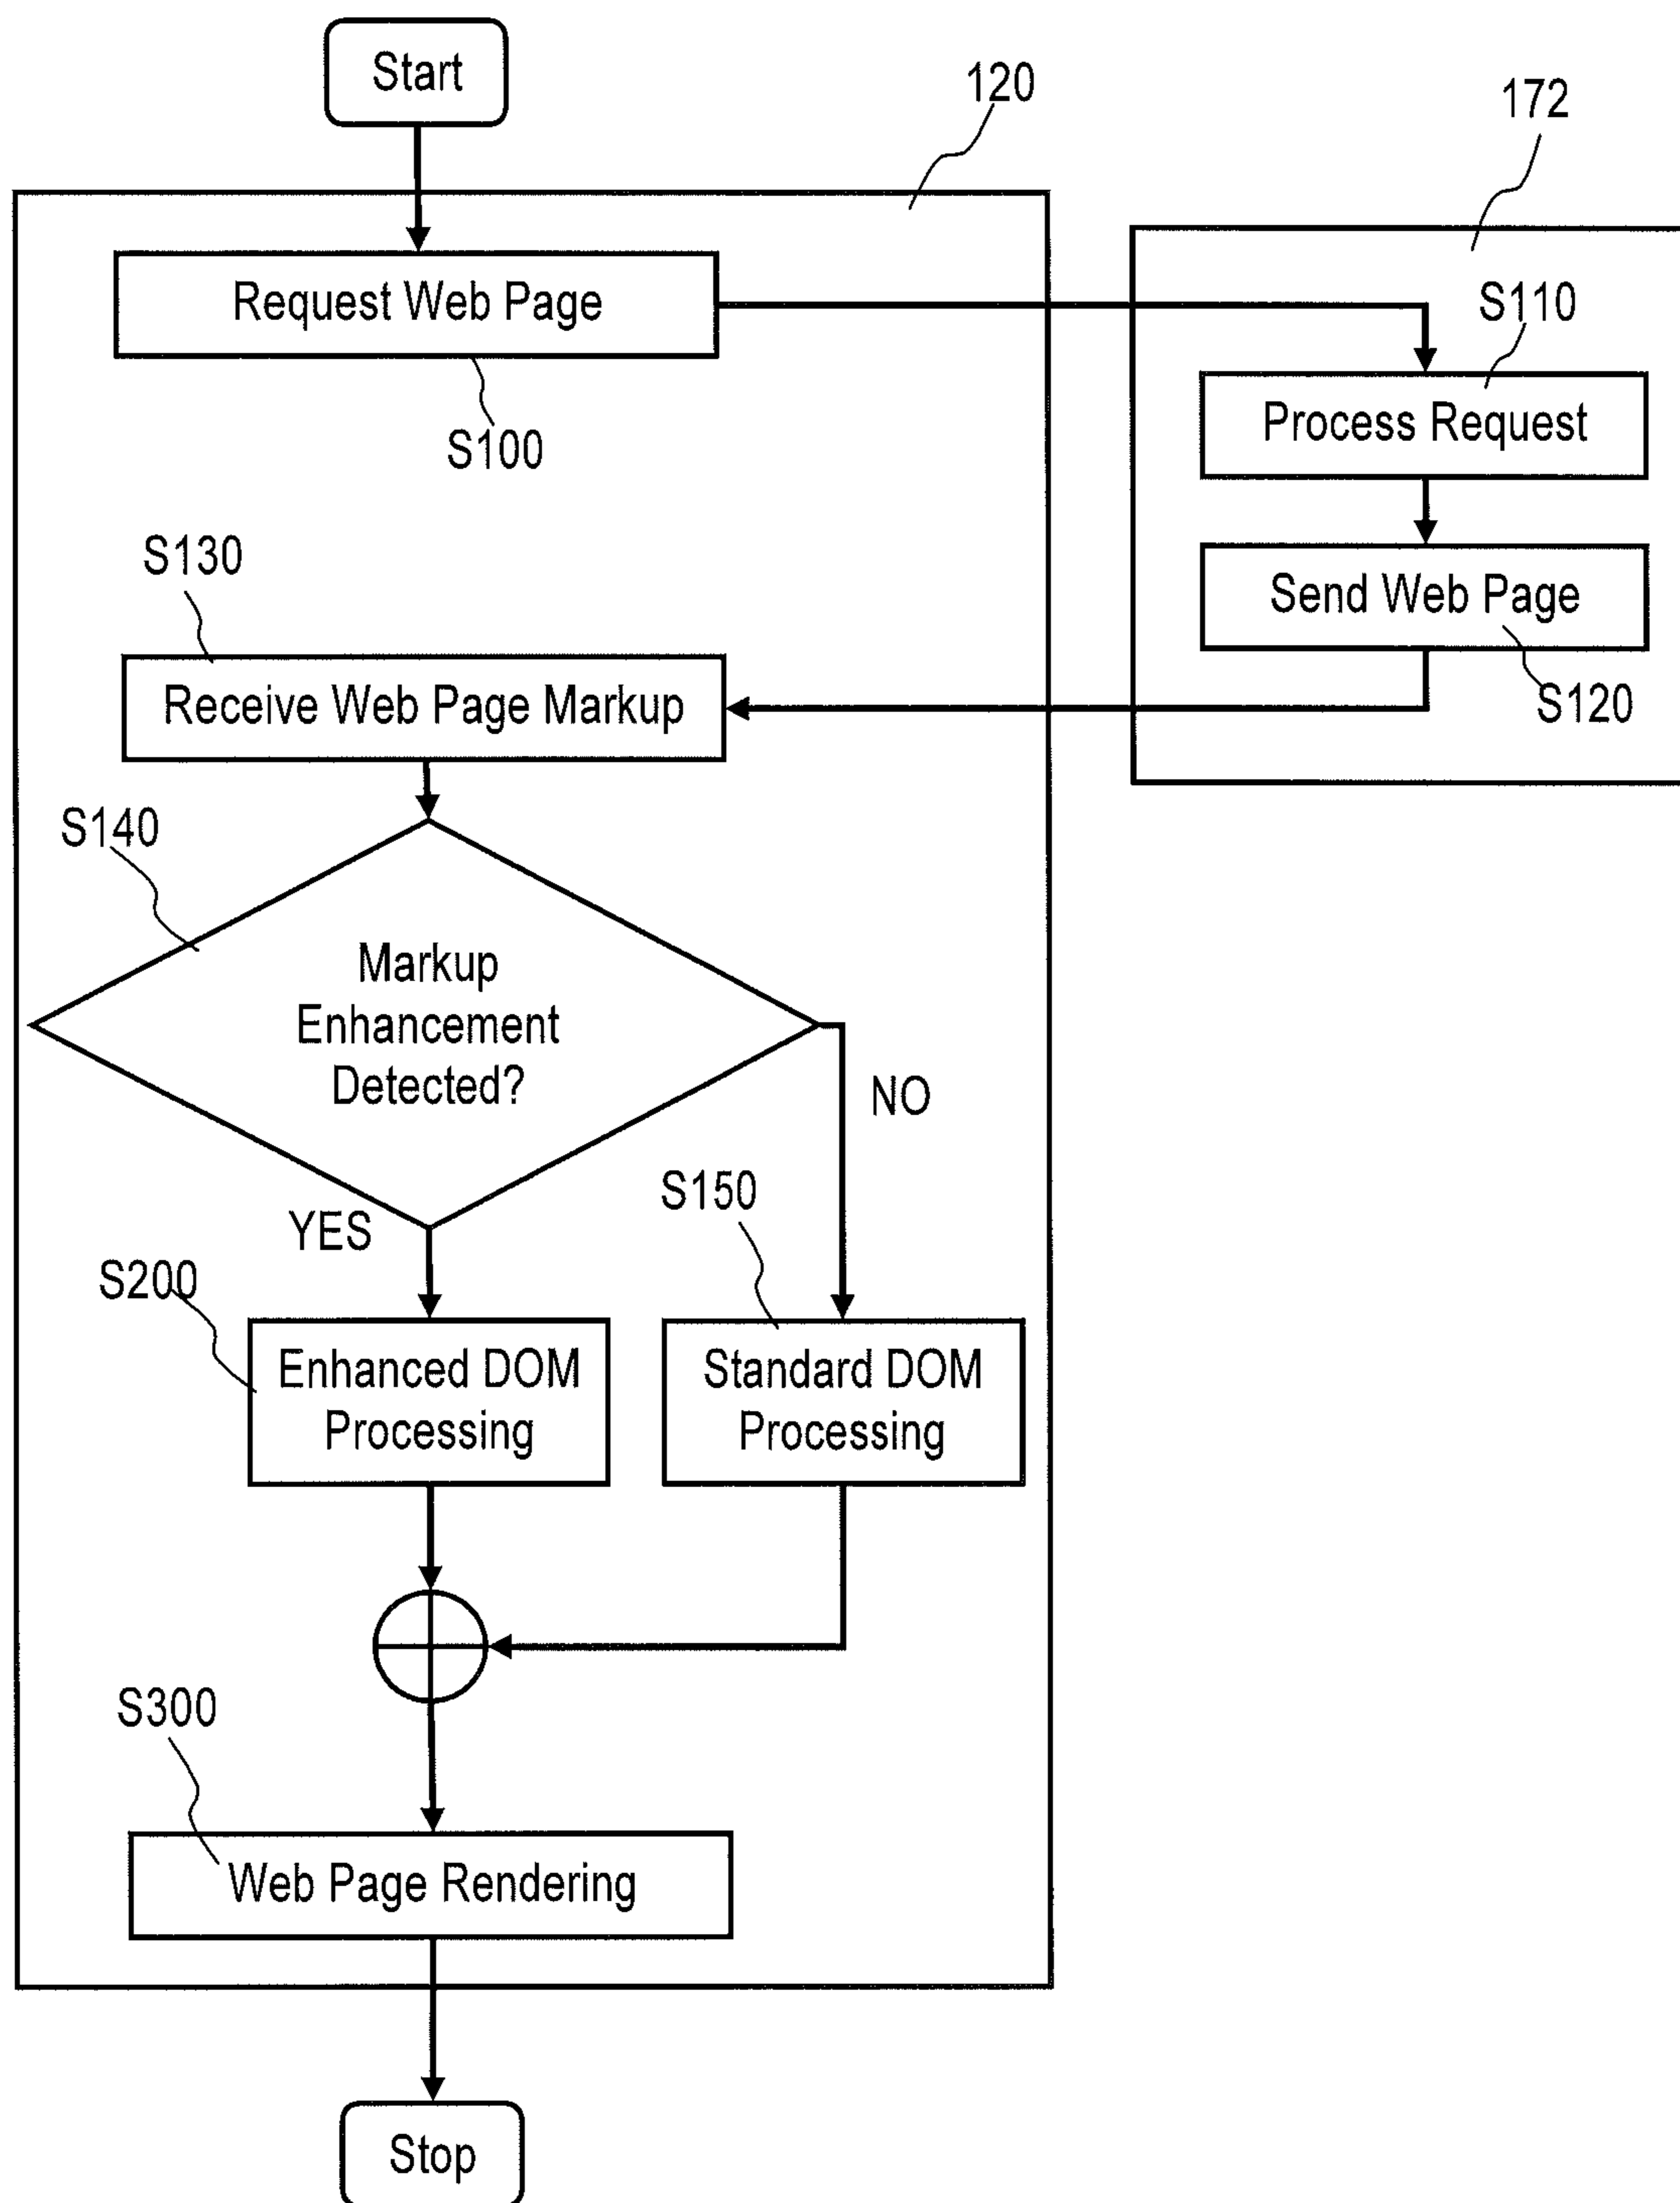 Start
120
172
Request Web Page
S110
S100
Process Request
S130
Send Web Page
Receive Web Page Markup
S120
S140
Markup
Enhancement
Detected?
NO
S150
YES
S200
Enhanced DOM
Processing
Standard DOM
Processing
S300
Web Page Rendering
Stop